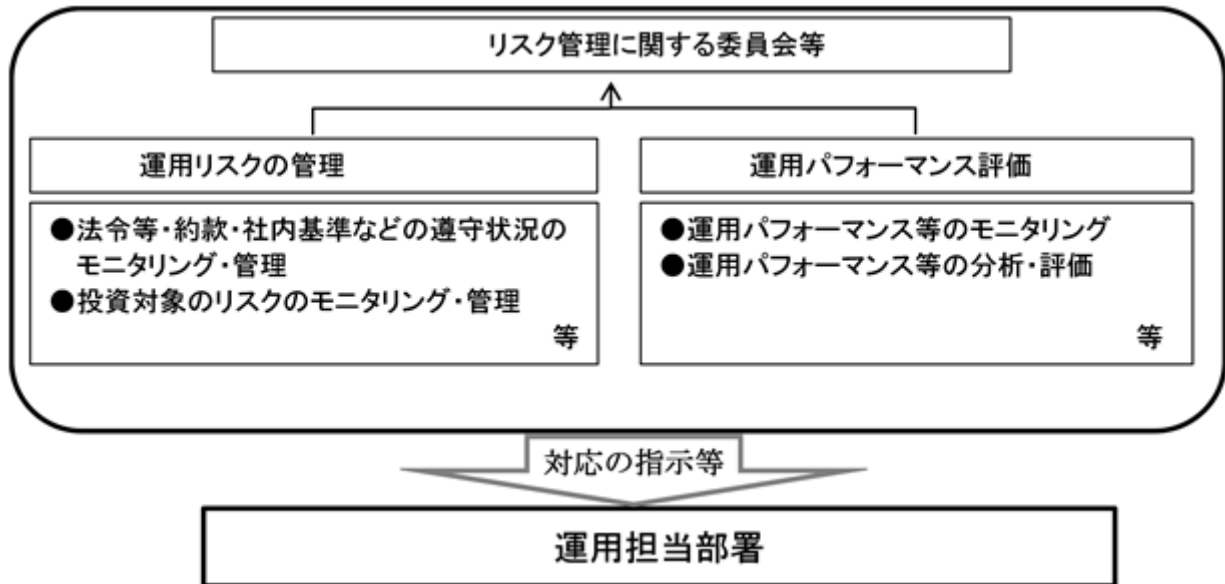 リスク管理に関する委員会等
運用リスクの管理
●法令等・約款・社内基準などの遵守状況の
モニタリング・管理
●投資対象のリスクのモニタリング・管理
等
運用パフォーマンス評価
●運用パフォーマンス等のモニタリング
●運用パフォーマンス等の分析・評価
等
対応の指示等
運用担当部署